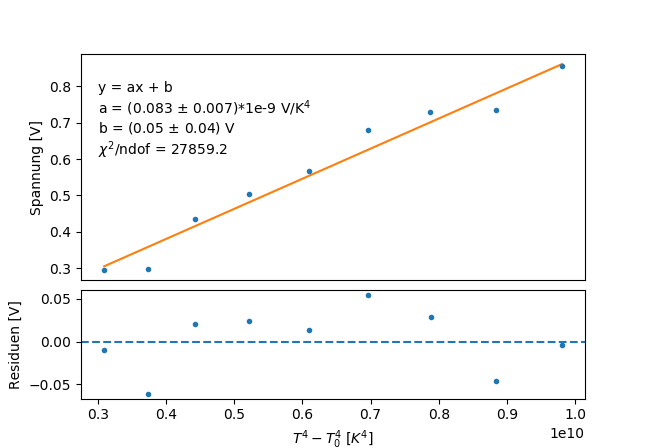 y = ax + b
a = (0.083 ± 0.007)*1e-9 V/K⁴
b = (0.05 ± 0.04) V
χ²/ndof = 27859.2
Spannung [V]
0.8
0.7
0.6
0.5
0.4
0.3
Residuen [V]
0.05
0.00
−0.05
0.3 0.4 0.5 0.6 0.7 0.8 0.9 1.0
1e10
T⁴ − T₀⁴ [K⁴]